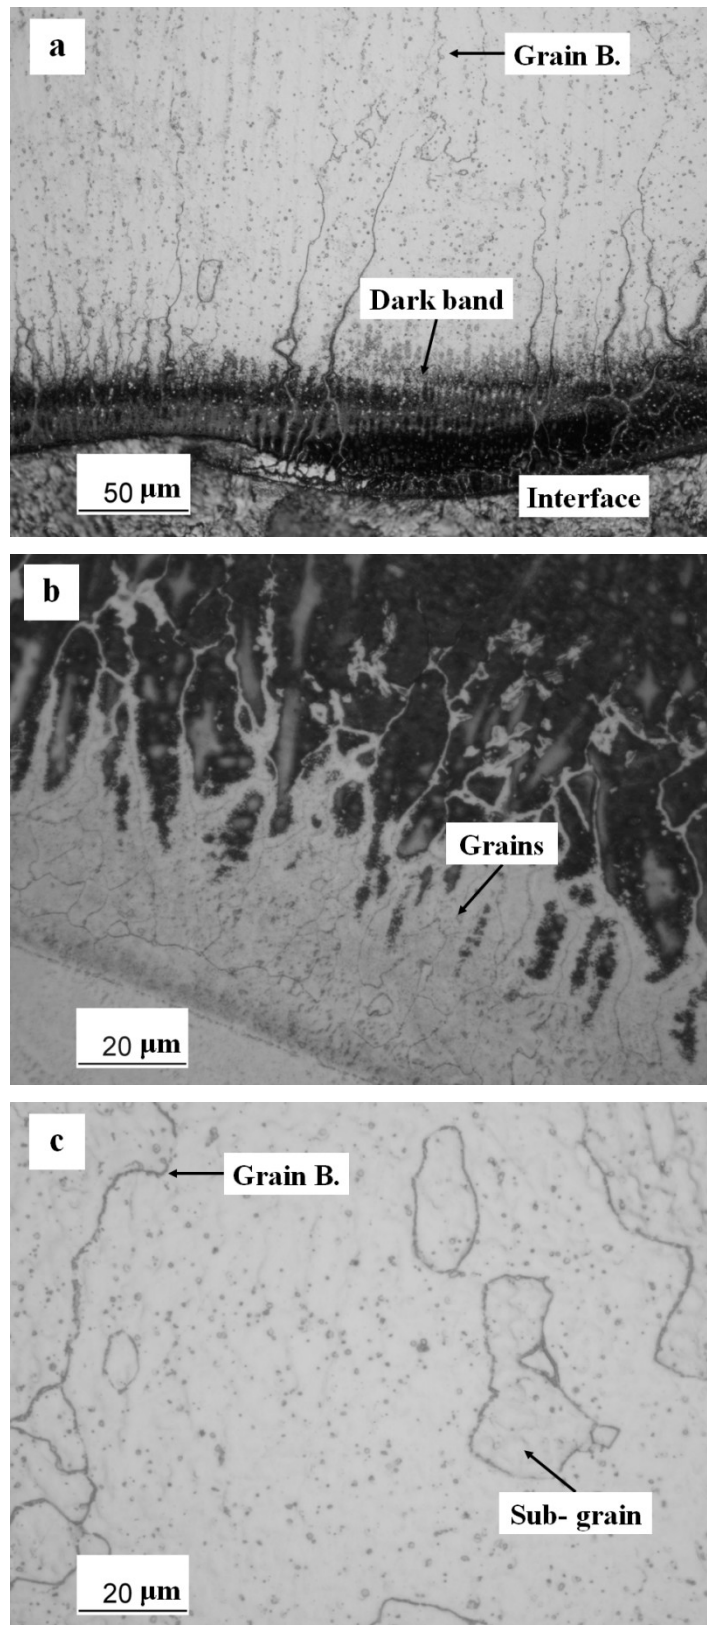 a
Grain B.
Dark band
50 μm
Interface
b
Grains
20 μm
c
Grain B.
Sub- grain
20 μm